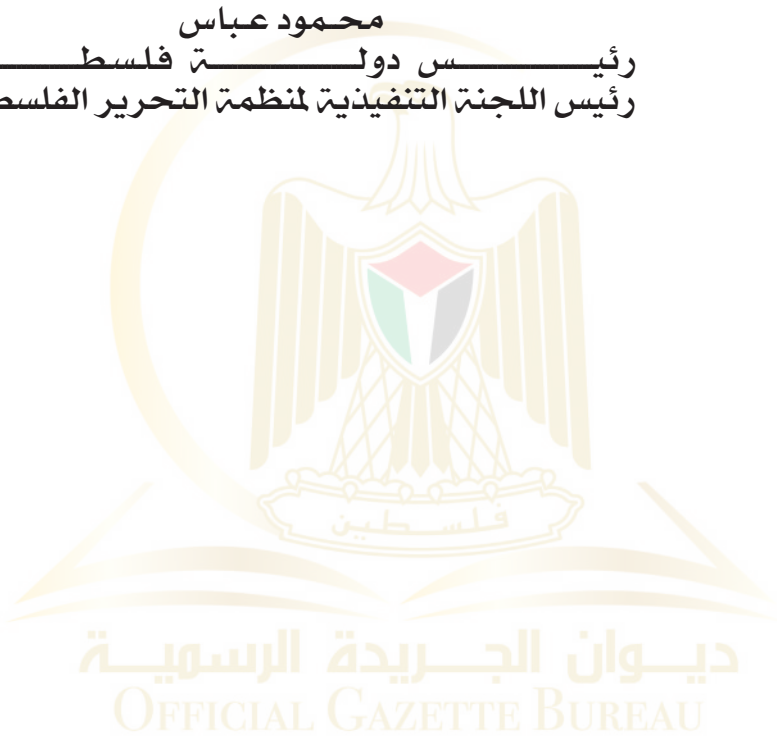 محمود عباس
رئيس دولة فلسط
رئيس اللجنة التنفيذية لمنظمة التحرير الفلسط
فلسطين
ديوان الجريدة الرسمية
OFFICIAL GAZETTE BUREAU